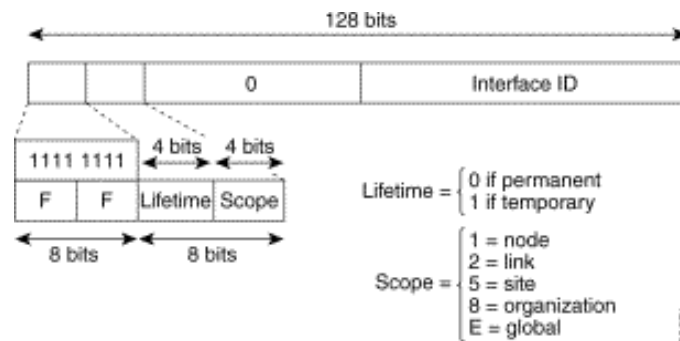 128 bits
0 Interface ID
4 bits 4 bits
1111 1111
F F Lifetime Scope
8 bits 8 bits
Lifetime = 0 if permanent
1 if temporary
Scope = 1 = node
2 = link
5 = site
8 = organization
E = global